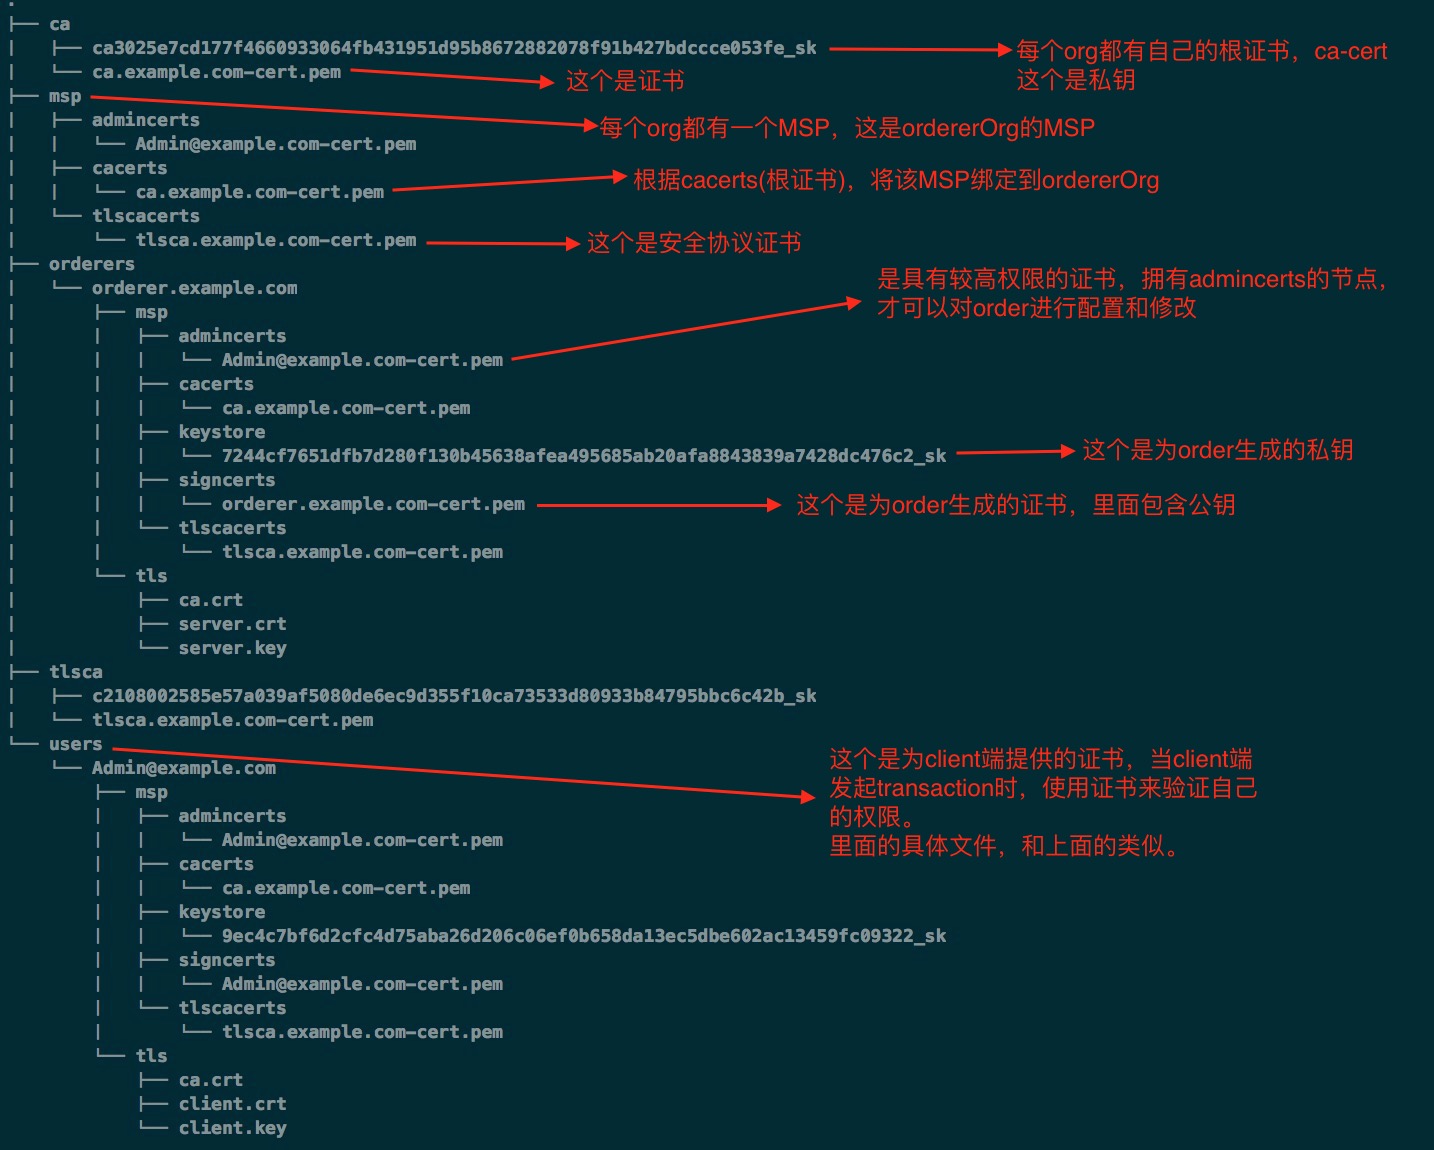 .
├── ca
│   ├── ca3025e7cd177f4660933064fb431951d95b8672882078f91b427bdccce053fe_sk
每个org都有自己的根证书，ca-cert
这个是私钥
│   └── ca.example.com-cert.pem
这个是证书
├── msp
每个org都有一个MSP，这是ordererOrg的MSP
│   ├── admincerts
│   │   └── Admin@example.com-cert.pem
│   ├── cacerts
│   │   └── ca.example.com-cert.pem
根据cacerts(根证书)，将该MSP绑定到ordererOrg
│   └── tlscacerts
│       └── tlsca.example.com-cert.pem
这个是安全协议证书
├── orderers
│   └── orderer.example.com
│       ├── msp
│       │   ├── admincerts
│       │   │   └── Admin@example.com-cert.pem
是具有较高权限的证书，拥有admincerts的节点，
才可以对order进行配置和修改
│       │   ├── cacerts
│       │   │   └── ca.example.com-cert.pem
│       │   ├── keystore
│       │   │   └── 7244cf7651dfb7d280f130b45638afea495685ab20afa8843839a7428dc476c2_sk
这个是为order生成的私钥
│       │   ├── signcerts
│       │   │   └── orderer.example.com-cert.pem
这个是为order生成的证书，里面包含公钥
│       │   └── tlscacerts
│       │       └── tlsca.example.com-cert.pem
│       └── tls
│           ├── ca.crt
│           ├── server.crt
│           └── server.key
├── tlsca
│   ├── c2108002585e57a039af5080de6ec9d355f10ca73533d80933b84795bbc6c42b_sk
│   └── tlsca.example.com-cert.pem
└── users
这个是为client端提供的证书，当client端
发起transaction时，使用证书来验证自己
的权限。
里面的具体文件，和上面的类似。
    └── Admin@example.com
        ├── msp
        │   ├── admincerts
        │   │   └── Admin@example.com-cert.pem
        │   ├── cacerts
        │   │   └── ca.example.com-cert.pem
        │   ├── keystore
        │   │   └── 9ec4c7bf6d2cfc4d75aba26d206c06ef0b658da13ec5dbe602ac13459fc09322_sk
        │   ├── signcerts
        │   │   └── Admin@example.com-cert.pem
        │   └── tlscacerts
        │       └── tlsca.example.com-cert.pem
        └── tls
            ├── ca.crt
            ├── client.crt
            └── client.key